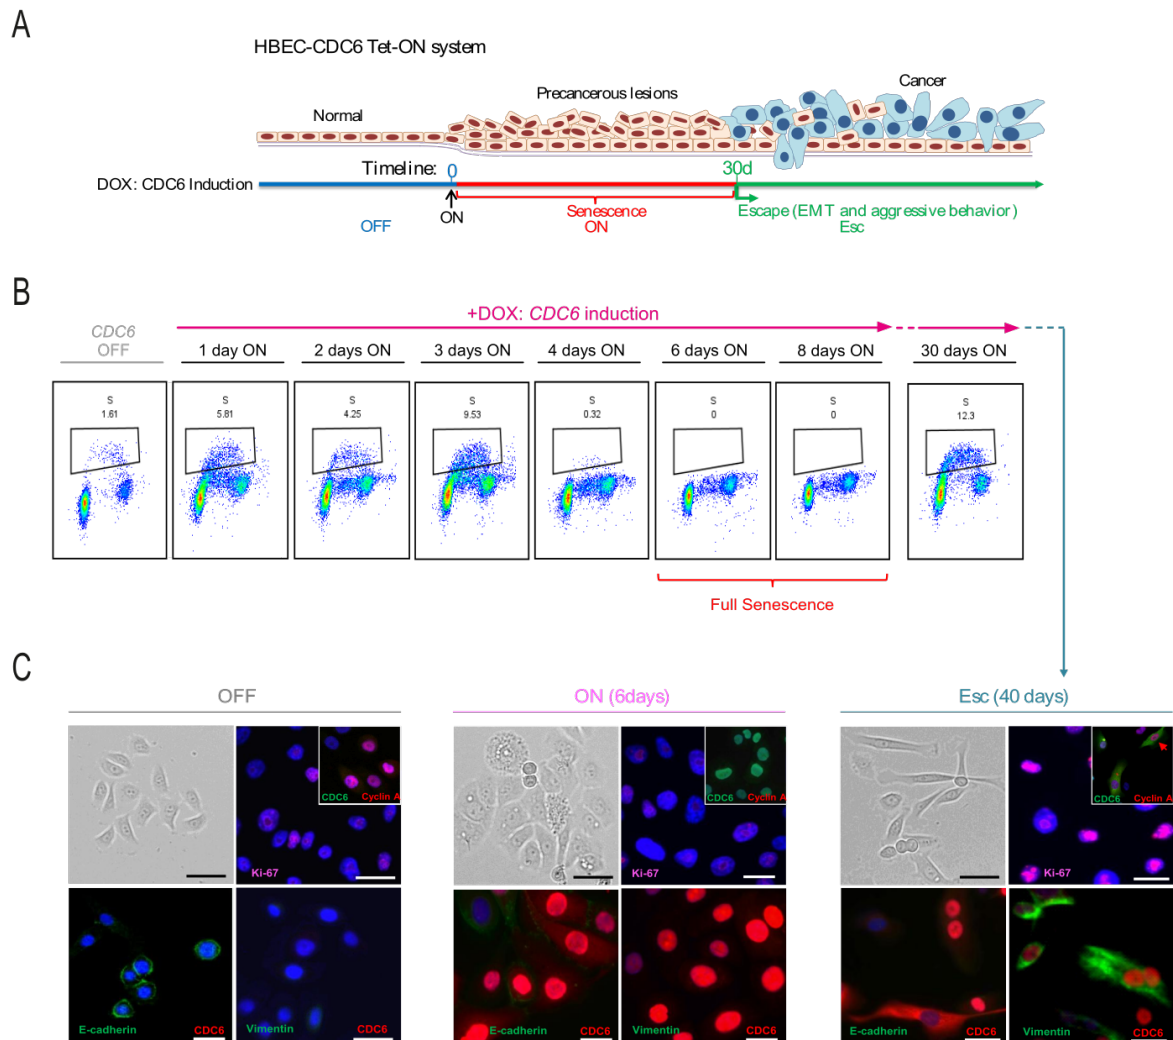 A
HBEC-CDC6 Tet-ON system
Normal
Precancerous lesions
Cancer
Timeline: 0
30d
DOX: CDC6 Induction
ON
OFF
Senescence
ON
Escape (EMT and aggressive behavior)
Esc
B
+DOX: CDC6 induction
CDC6
OFF
1 day ON
2 days ON
3 days ON
4 days ON
6 days ON
8 days ON
30 days ON
S
1.61
S
5.81
S
4.25
S
9.53
S
0.32
S
0
S
0
S
12.3
Full Senescence
C
OFF
ON (6days)
Esc (40 days)
CDC6 Cyclin A
Ki-67
CDC6 Cyclin A
Ki-67
CDC6 Cyclin A
Ki-67
E-cadherin CDC6
Vimentin CDC6
E-cadherin CDC6
Vimentin CDC6
E-cadherin CDC6
Vimentin CDC6